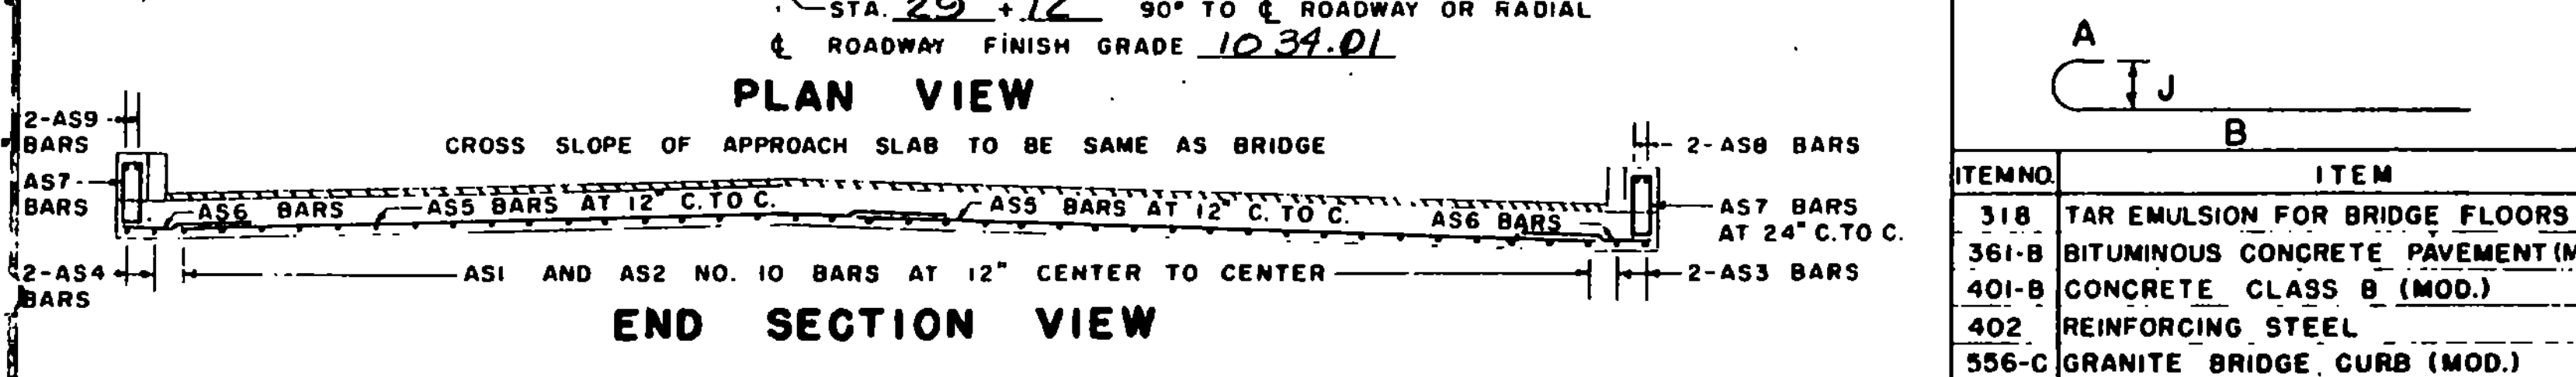 STA. 29 + 12 90° TO ℄ ROADWAY OR RADIAL
℄ ROADWAY FINISH GRADE 1034.01
PLAN VIEW
2-AS9 BARS
CROSS SLOPE OF APPROACH SLAB TO BE SAME AS BRIDGE
2-AS8 BARS
AS7 BARS
AS6 BARS
AS5 BARS AT 12" C. TO C.
AS5 BARS AT 12" C. TO C.
AS6 BARS
AS7 BARS
AT 24" C. TO C.
2-AS4 BARS
AS1 AND AS2 NO. 10 BARS AT 12" CENTER TO CENTER
2-AS3 BARS
END SECTION VIEW
A
J
B
ITEM NO. ITEM
318 TAR EMULSION FOR BRIDGE FLOORS
361-B BITUMINOUS CONCRETE PAVEMENT (M
401-B CONCRETE CLASS B (MOD.)
402 REINFORCING STEEL
556-C GRANITE BRIDGE CURB (MOD.)